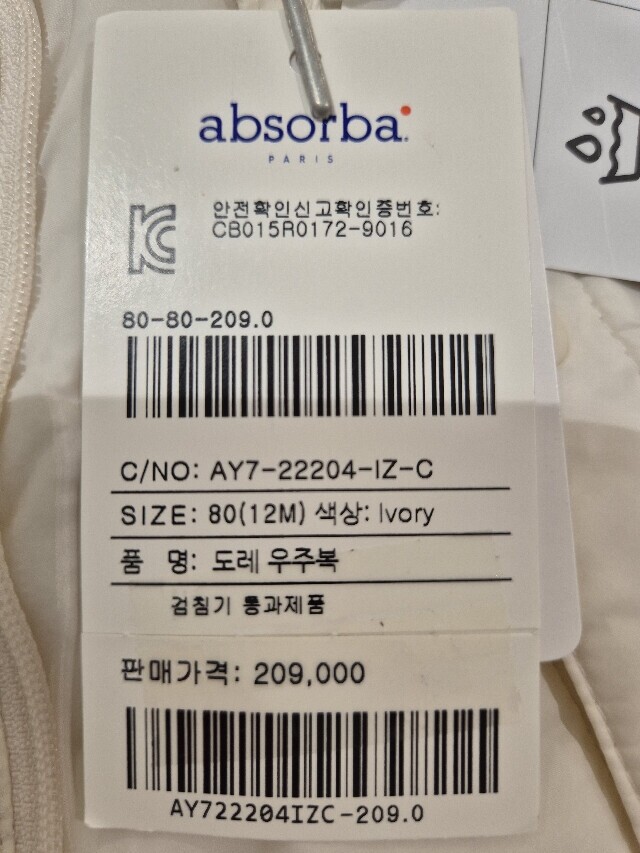 absorba
PARIS
안전확인신고확인증번호:
CB015R0172-9016
80-80-209.0
C/NO: AY7-22204-IZ-C
SIZE: 80(12M) 색상: Ivory
품 명: 도레 우주복
검침기 통과제품
판매가격: 209,000
AY722204IZC-209.0